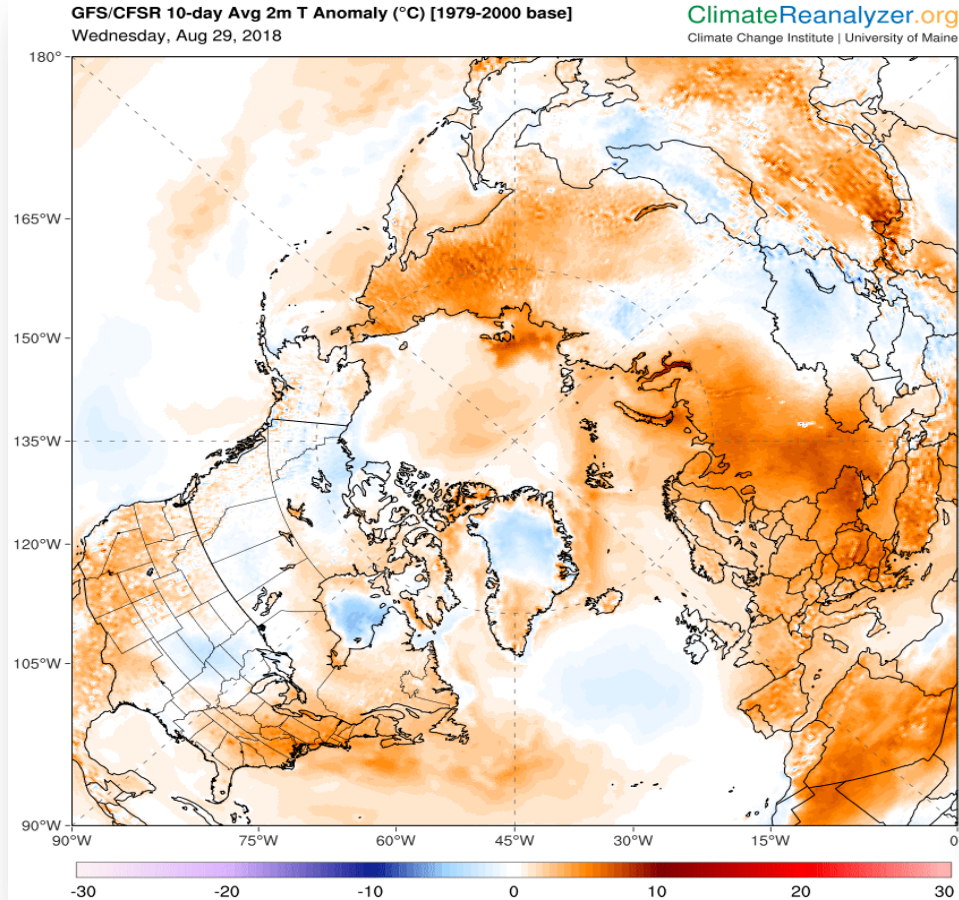 GFS/CFSR 10-day Avg 2m T Anomaly (°C) [1979-2000 base]
Wednesday, Aug 29, 2018
ClimateReanalyzer.org
Climate Change Institute | University of Maine
180°
165°W
150°W
135°W
120°W
105°W
90°W
90°W 75°W 60°W 45°W 30°W 15°W 0
-30 -20 -10 0 10 20 30